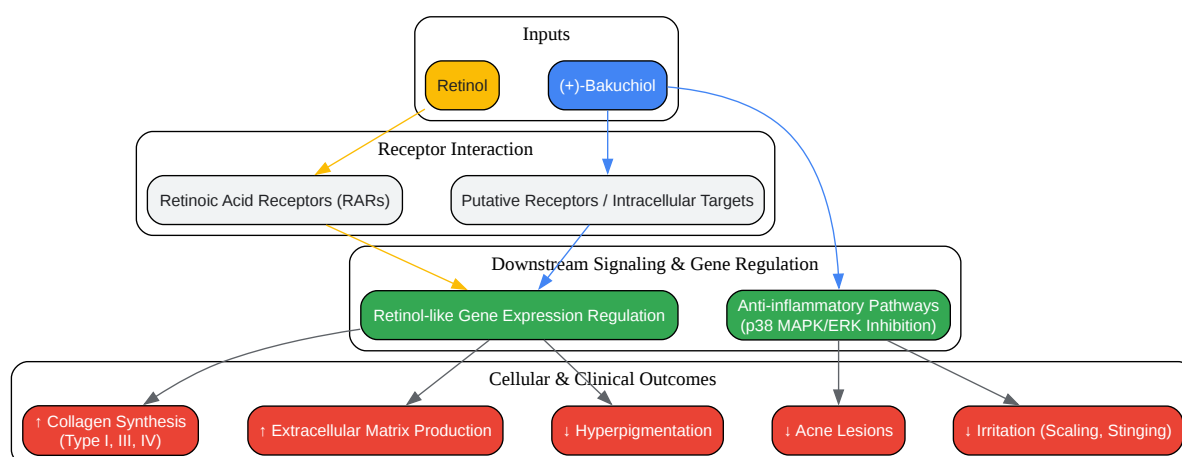 Inputs
Retinol
(+)-Bakuchiol
Receptor Interaction
Retinoic Acid Receptors (RARs)
Putative Receptors / Intracellular Targets
Downstream Signaling & Gene Regulation
Retinol-like Gene Expression Regulation
Anti-inflammatory Pathways
(p38 MAPK/ERK Inhibition)
Cellular & Clinical Outcomes
↑ Collagen Synthesis
(Type I, III, IV)
↑ Extracellular Matrix Production
↓ Hyperpigmentation
↓ Acne Lesions
↓ Irritation (Scaling, Stinging)